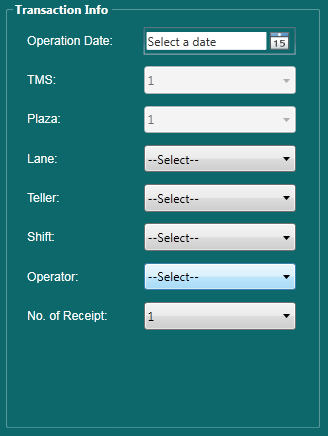 Transaction Info
Operation Date: Select a date 15
TMS: 1
Plaza: 1
Lane: --Select--
Teller: --Select--
Shift: --Select--
Operator: --Select--
No. of Receipt: 1